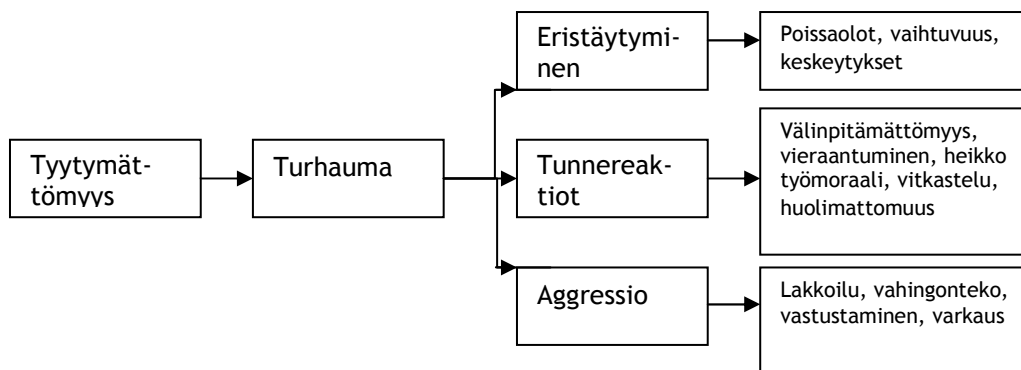 Eristäytymi-
nen
Poissaolot, vaihtuvuus,
keskeytykset
Tyytymät-
tömyys
Turhauma
Tunnereak-
tiot
Välinpitämättömyys,
vieraantuminen, heikko
työmoraali, vitkastelu,
huolimattomuus
Aggressio
Lakkoilu, vahingonteko,
vastustaminen, varkaus